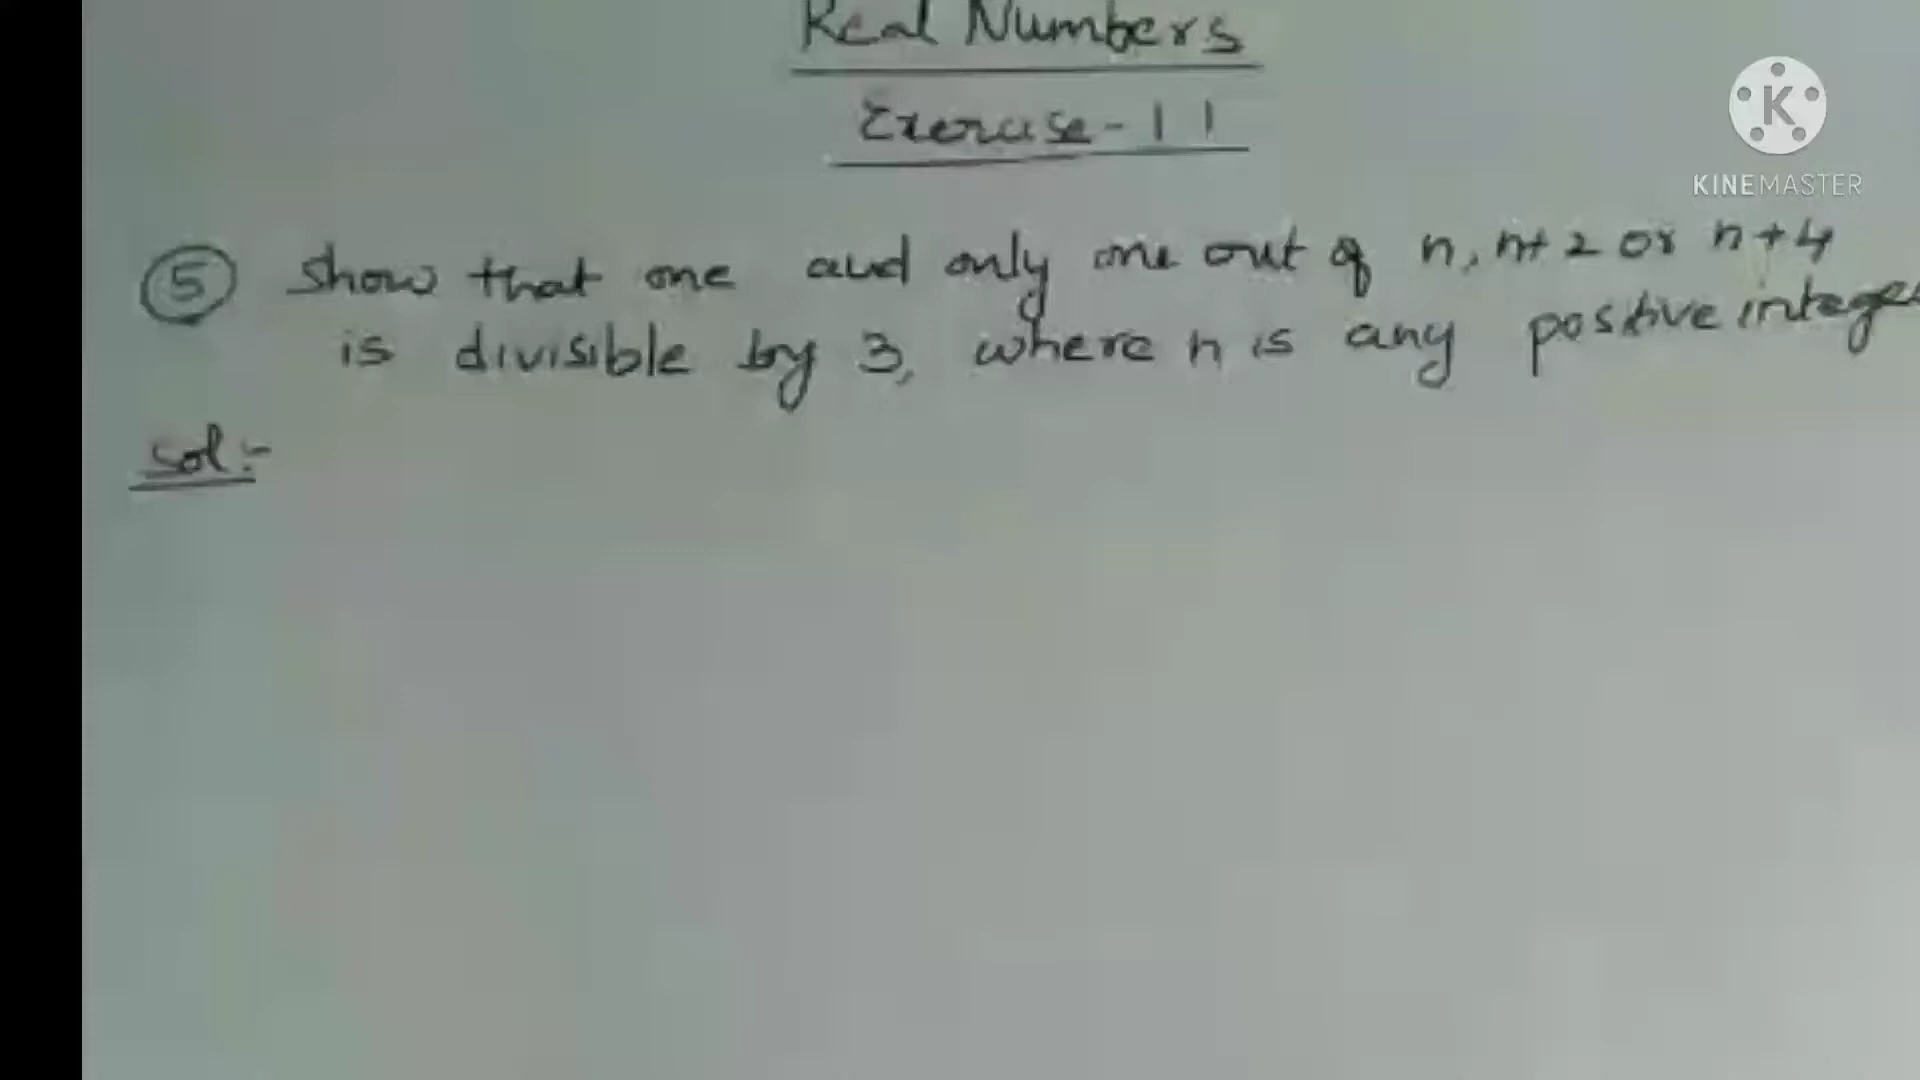 Real Numbers
Exercise - 1 1
KINEMASTER
5 Show that one and only one out of n, n+2 or n+4
is divisible by 3, where n is any positive integer
Sol:-